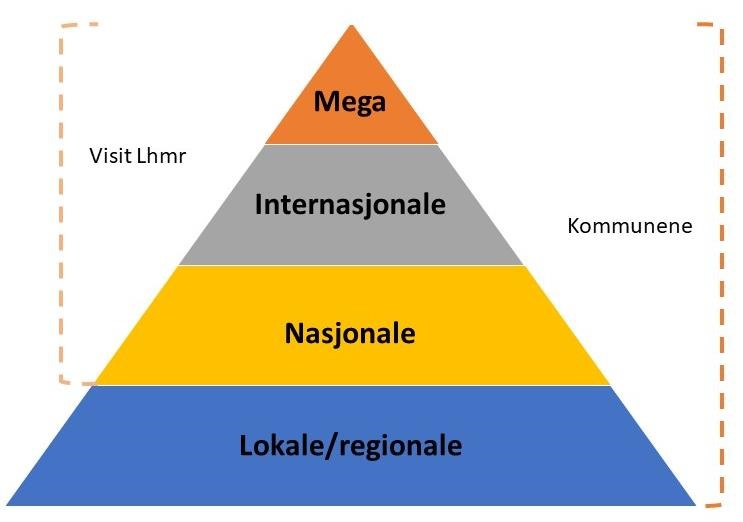 Mega
Visit Lhmr
Internasjonale
Kommunene
Nasjonale
Lokale/regionale